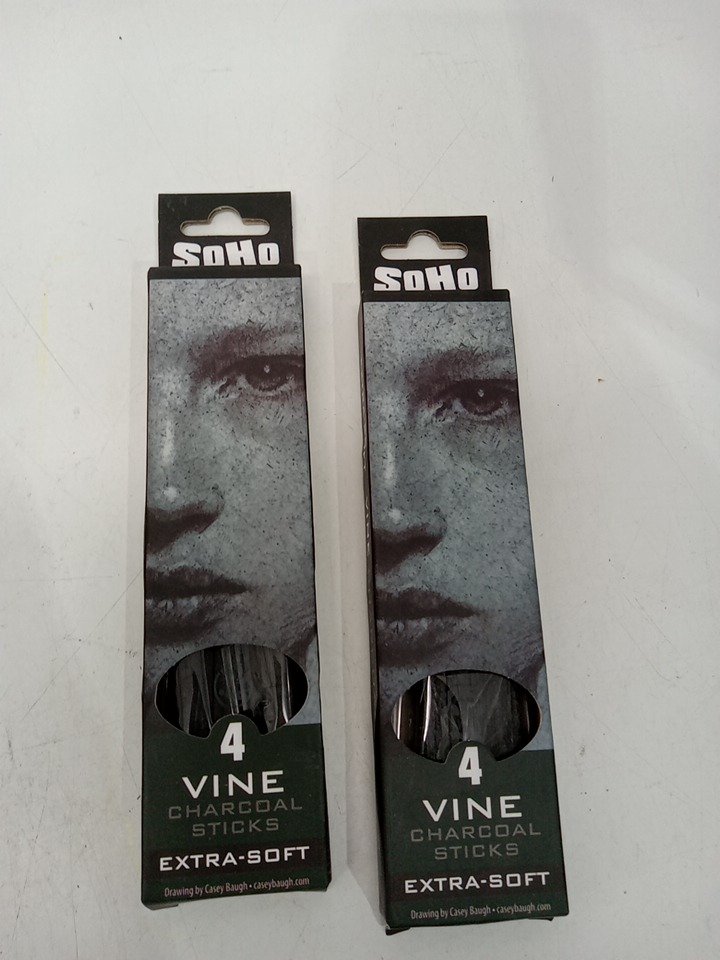 SoHo
4
VINE
CHARCOAL
STICKS
EXTRA-SOFT
Drawing by Casey Baugh • caseybaugh.com
SoHo
4
VINE
CHARCOAL
STICKS
EXTRA-SOFT
Drawing by Casey Baugh • caseybaugh.com